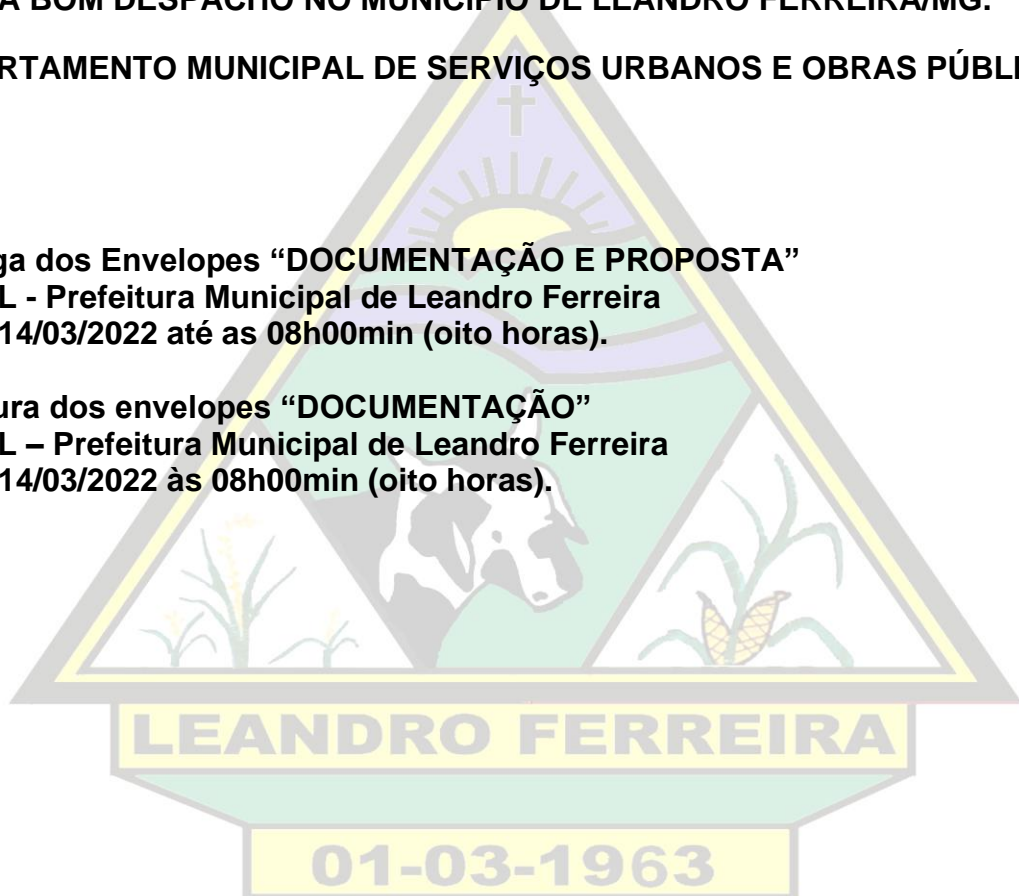 A BOM DESPACHO NO MUNICÍPIO DE LEANDRO FERREIRA/MG.
RTAMENTO MUNICIPAL DE SERVIÇOS URBANOS E OBRAS PÚBLI
ga dos Envelopes “DOCUMENTAÇÃO E PROPOSTA”
L - Prefeitura Municipal de Leandro Ferreira
14/03/2022 até as 08h00min (oito horas).
ura dos envelopes “DOCUMENTAÇÃO”
L – Prefeitura Municipal de Leandro Ferreira
14/03/2022 às 08h00min (oito horas).
LEANDRO FERREIRA
01-03-1963